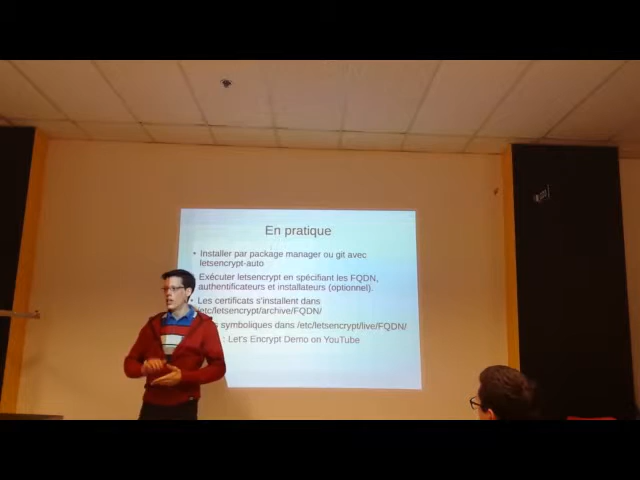 En pratique
• Installer par package manager ou git avec
letsencrypt-auto
Exécuter letsencrypt en spécifiant les FQDN,
authentificateurs et installateurs (optionnel).
• Les certificats s'installent dans
/etc/letsencrypt/archive/FQDN/
symboliques dans /etc/letsencrypt/live/FQDN/
: Let's Encrypt Demo on YouTube